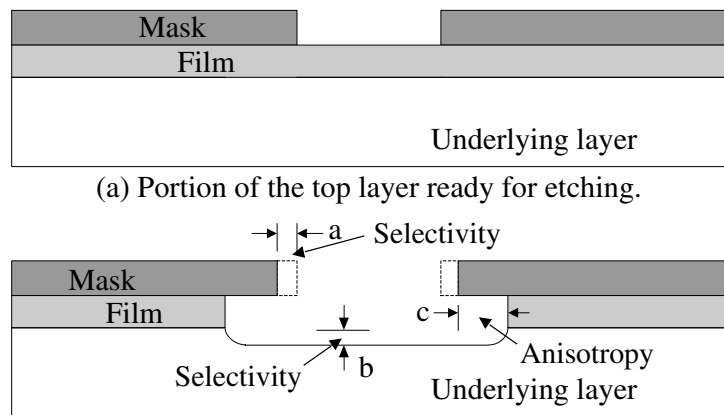 Mask
Film
Underlying layer
(a) Portion of the top layer ready for etching.
a
Selectivity
Mask
Film
c
Selectivity
b
Anisotropy
Underlying layer